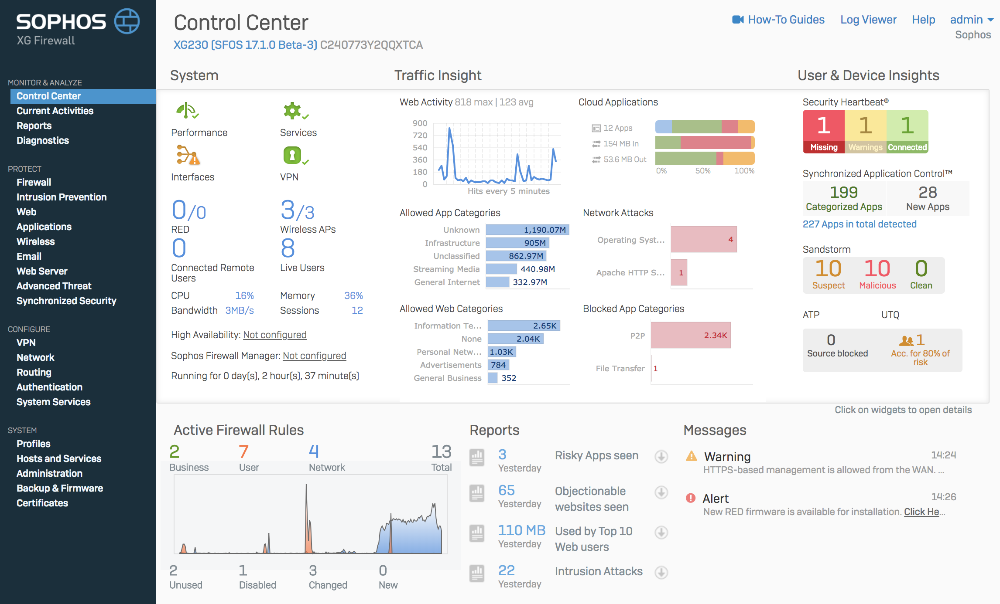 SOPHOS
XG Firewall
MONITOR & ANALYZE
Control Center
Current Activities
Reports
Diagnostics
PROTECT
Firewall
Intrusion Prevention
Web
Applications
Wireless
Email
Web Server
Advanced Threat
Synchronized Security
CONFIGURE
VPN
Network
Routing
Authentication
System Services
SYSTEM
Profiles
Hosts and Services
Administration
Backup & Firmware
Certificates
Control Center
XG230 (SFOS 17.1.0 Beta-3) C240773Y2QQXTCA
How-To Guides Log Viewer Help admin
Sophos
System
Performance
Services
Interfaces
VPN
0/0
RED
3/3
Wireless APs
0
Connected Remote
Users
8
Live Users
CPU 16%
Memory 36%
Bandwidth 3MB/s
Sessions 12
High Availability: Not configured
Sophos Firewall Manager: Not configured
Running for 0 day(s), 2 hour(s), 37 minute(s)
Traffic Insight
Web Activity 818 max | 123 avg
900
720
540
360
180
0
Hits every 5 minutes
Cloud Applications
12 Apps
154 MB In
53.6 MB Out
0% 50% 100%
Allowed App Categories
Unknown 1,190.07M
Infrastructure 905M
Unclassified 862.97M
Streaming Media 440.98M
General Internet 332.97M
Network Attacks
Operating Syst... 4
Apache HTTP S... 1
Allowed Web Categories
Information Te... 2.65K
None 2.04K
Personal Netw... 1.03K
Advertisements 784
General Business 352
Blocked App Categories
P2P 2.34K
File Transfer 1
User & Device Insights
Security Heartbeat®
1 1 1
Missing Warnings Connected
Synchronized Application Control™
199 28
Categorized Apps New Apps
227 Apps in total detected
Sandstorm
10 10 0
Suspect Malicious Clean
ATP UTQ
0 1
Source blocked
Acc. for 80% of
risk
Click on widgets to open details
Active Firewall Rules
2 7 4 13
Business User Network Total
2 1 3 0
Unused Disabled Changed New
Reports
3 Risky Apps seen
Yesterday
65 Objectionable
Yesterday websites seen
110 MB Used by Top 10
Yesterday Web users
22 Intrusion Attacks
Yesterday
Messages
Warning 14:24
HTTPS-based management is allowed from the WAN. ...
Alert 14:26
New RED firmware is available for installation. Click He...